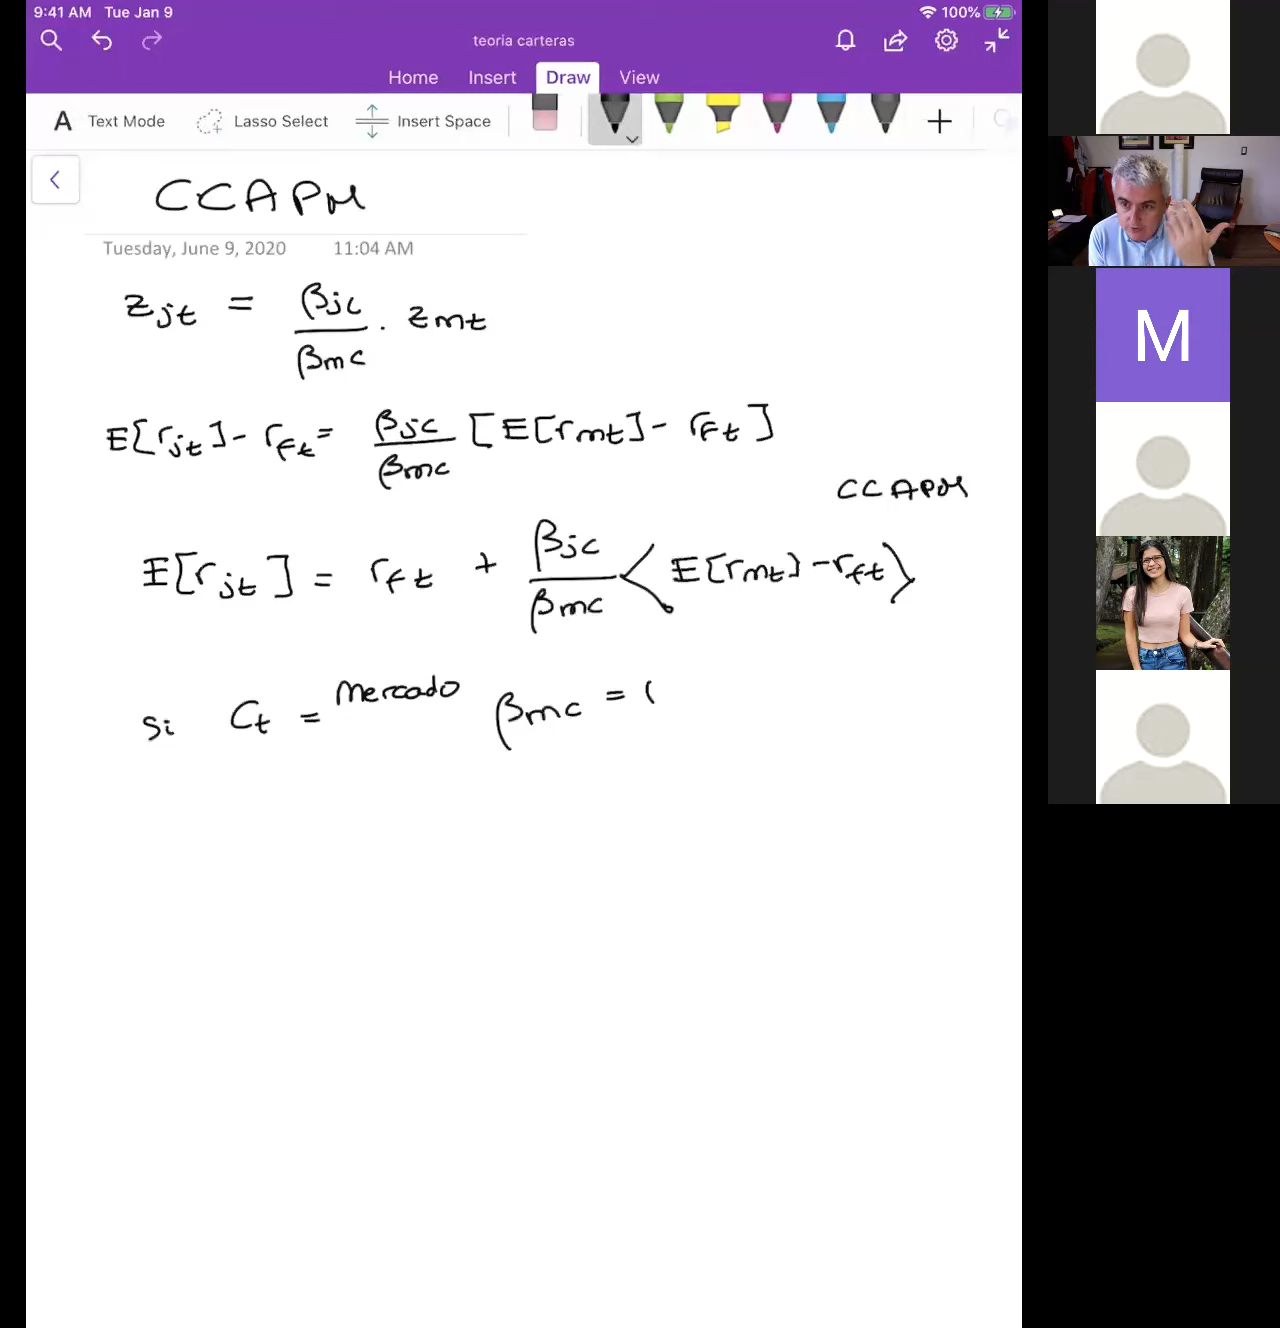 9:41 AM Tue Jan 9
100%
teoria carteras
Home Insert Draw View
A Text Mode Lasso Select Insert Space
CCAPM
Tuesday, June 9, 2020 11:04 AM
zjt = βjc / βmc . zmt
E[rjt] - rft = βjc / βmc [E[rmt] - rft]
CCAPM
E[rjt] = rft + βjc / βmc <E[rmt] - rft>
si Ct = mercado βmc = (
M